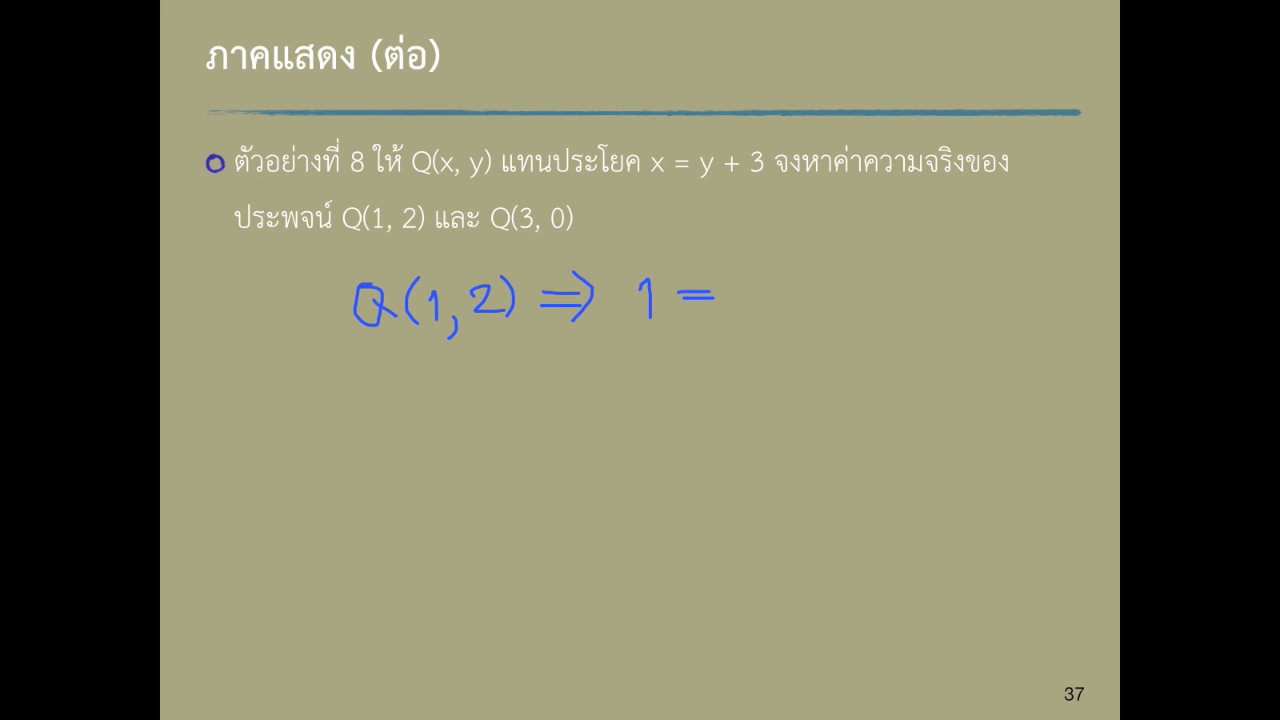 ภาคแสดง (ต่อ)
ตัวอย่างที่ 8 ให้ Q(x, y) แทนประโยค x = y + 3 จงหาค่าความจริงของ
ประพจน์ Q(1, 2) และ Q(3, 0)
Q(1,2) ⇒ 1 =
37